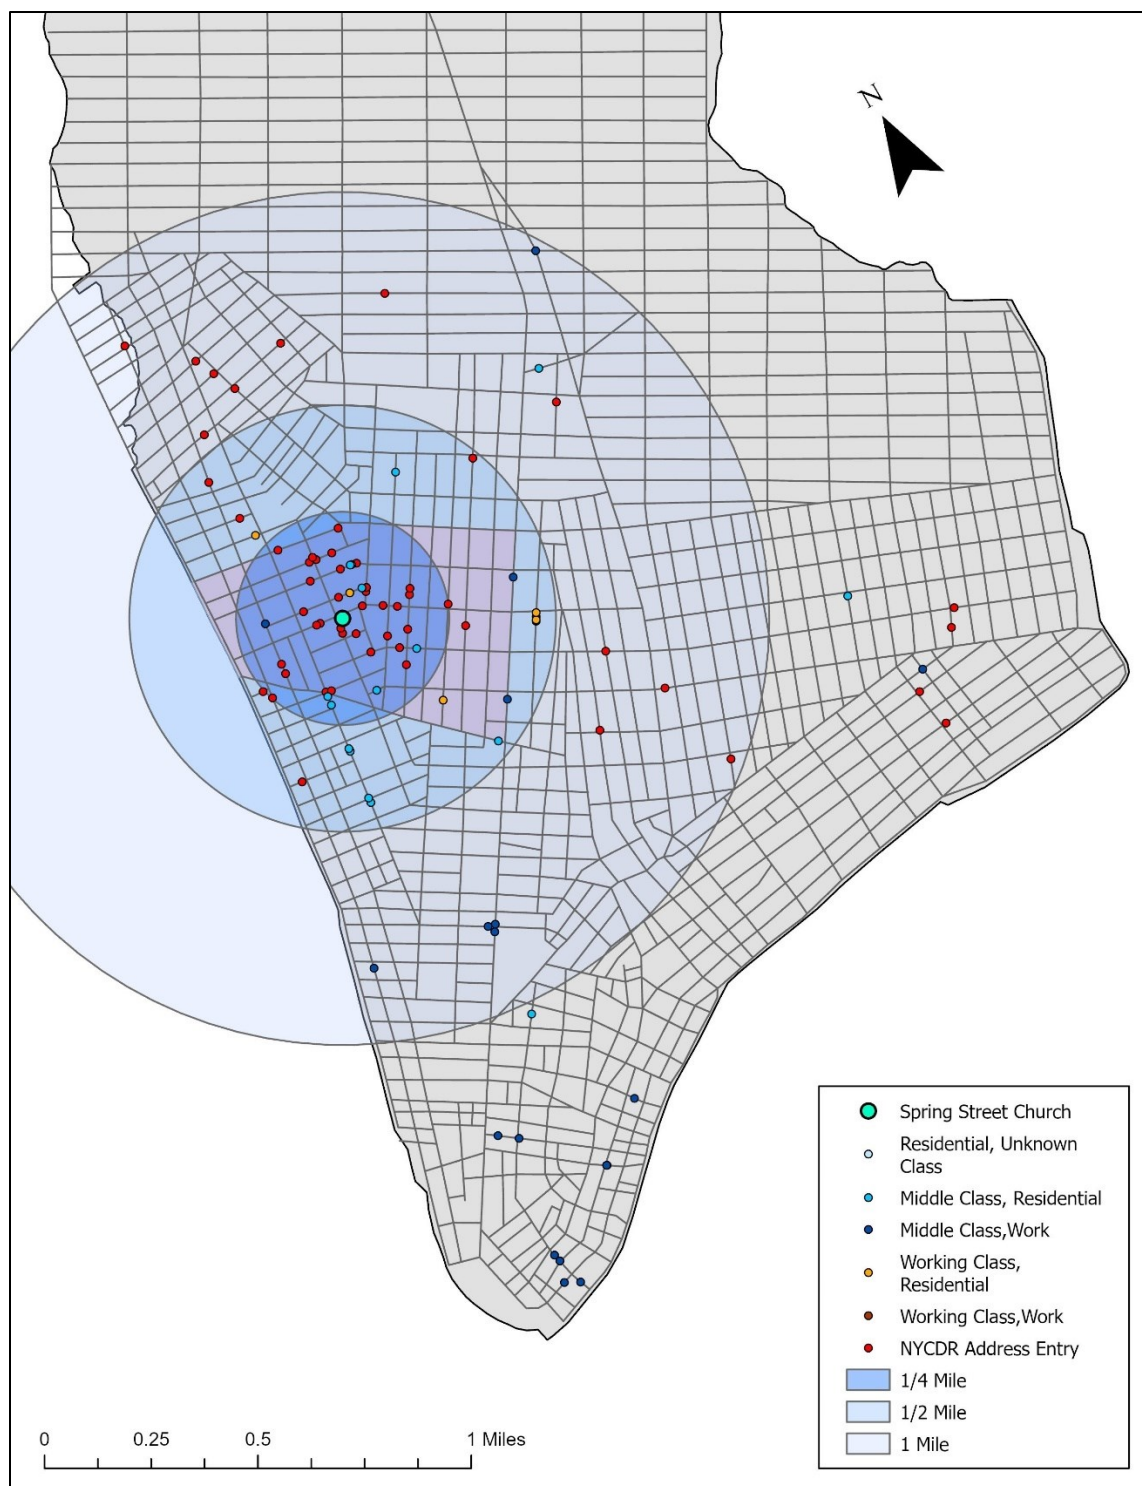 N
Spring Street Church
Residential, Unknown
Class
Middle Class, Residential
Middle Class,Work
Working Class,
Residential
Working Class,Work
NYCDR Address Entry
1/4 Mile
1/2 Mile
1 Mile
0 0.25 0.5 1 Miles